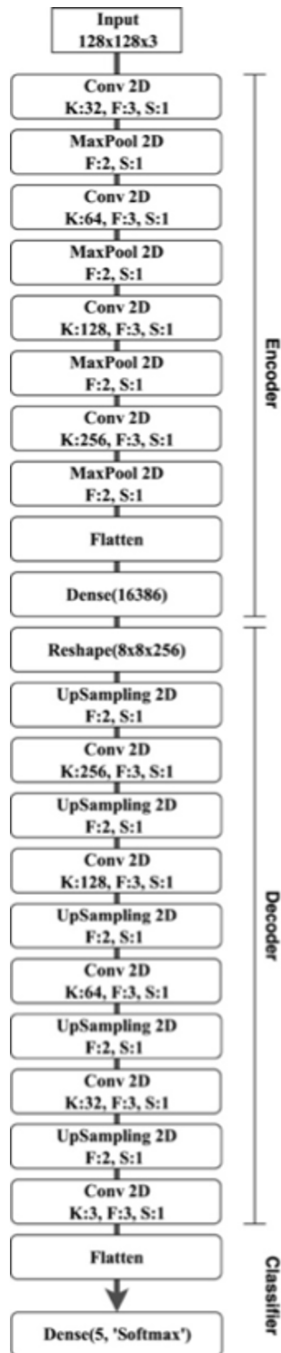 Input
128x128x3
Conv 2D
K:32, F:3, S:1
MaxPool 2D
F:2, S:1
Conv 2D
K:64, F:3, S:1
MaxPool 2D
F:2, S:1
Conv 2D
K:128, F:3, S:1
MaxPool 2D
F:2, S:1
Conv 2D
K:256, F:3, S:1
MaxPool 2D
F:2, S:1
Flatten
Dense(16386)
Encoder
Reshape(8x8x256)
UpSampling 2D
F:2, S:1
Conv 2D
K:256, F:3, S:1
UpSampling 2D
F:2, S:1
Conv 2D
K:128, F:3, S:1
UpSampling 2D
F:2, S:1
Conv 2D
K:64, F:3, S:1
UpSampling 2D
F:2, S:1
Conv 2D
K:32, F:3, S:1
UpSampling 2D
F:2, S:1
Conv 2D
K:3, F:3, S:1
Decoder
Flatten
Dense(5, 'Softmax')
Classifier